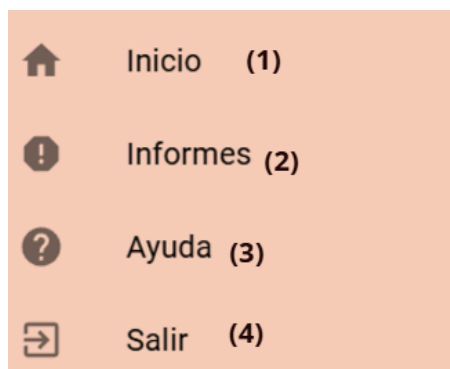 Inicio (1)
Informes (2)
Ayuda (3)
Salir (4)